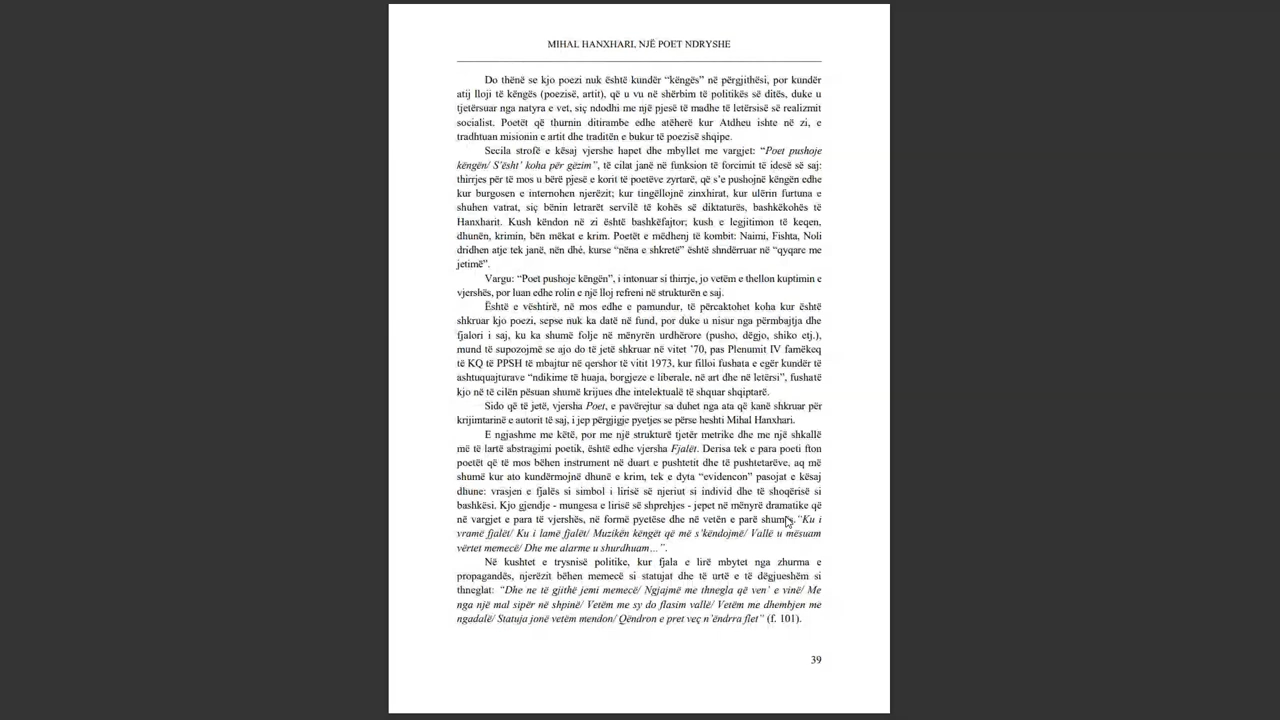 MIHAL HANXHARI, NJË POET NDRYSHE
Do thënë se kjo poezi nuk është kundër “këngës” në përgjithësi, por kundër
atij lloji të këngës (poezisë, artit), që u vu në shërbim të politikës së ditës, duke u
tjetërsuar nga natyra e vet, siç ndodhi me një pjesë të madhe të letërsisë së realizmit
socialist. Poetët që thurnin ditirambe edhe atëherë kur Atdheu ishte në zi, e
tradhtuan misionin e artit dhe traditën e bukur të poezisë shqipe.
Secila strofë e kësaj vjershe hapet dhe mbyllet me vargjet: “Poet pushoje
këngën/ S’ësht’ koha për gëzim”, të cilat janë në funksion të forcimit të idesë së saj:
thirrjes për të mos u bërë pjesë e korit të poetëve zyrtarë, që s’e pushojnë këngën edhe
kur burgosen e internohen njerëzit; kur tingëllojnë zinxhirat, kur ulërin furtuna e
shuhen vatrat, siç bënin letrarët servilë të kohës së diktaturës, bashkëkohës të
Hanxharit. Kush këndon në zi është bashkëfajtor; kush e legjitimon të keqen,
dhunën, krimin, bën mëkat e krim. Poetët e mëdhenj të kombit: Naimi, Fishta, Noli
dridhen atje tek janë, nën dhé, kurse “nëna e shkretë” është shndërruar në “qyqare me
jetimë”.
Vargu: “Poet pushoje këngën”, i intonuar si thirrje, jo vetëm e thellon kuptimin e
vjershës, por luan edhe rolin e një lloj refreni në strukturën e saj.
Është e vështirë, në mos edhe e pamundur, të përcaktohet koha kur është
shkruar kjo poezi, sepse nuk ka datë në fund, por duke u nisur nga përmbajtja dhe
fjalori i saj, ku ka shumë folje në mënyrën urdhërore (pusho, dëgjo, shiko etj.),
mund të supozojmë se ajo do të jetë shkruar në vitet ’70, pas Plenumit IV famëkeq
të KQ të PPSH të mbajtur në qershor të vitit 1973, kur filloi fushata e egër kundër të
ashtuquajturave “ndikime të huaja, borgjeze e liberale, në art dhe në letërsi”, fushatë
kjo në të cilën pësuan shumë krijues dhe intelektualë të shquar shqiptarë.
Sido që të jetë, vjersha Poet, e pavërejtur sa duhet nga ata që kanë shkruar për
krijimtarinë e autorit të saj, i jep përgjigje pyetjes se përse heshti Mihal Hanxhari.
E ngjashme me këtë, por me një strukturë tjetër metrike dhe me një shkallë
më të lartë abstragimi poetik, është edhe vjersha Fjalët. Derisa tek e para poeti fton
poetët që të mos bëhen instrument në duart e pushtetit dhe të pushtetarëve, aq më
shumë kur ato kundërmojnë dhunë e krim, tek e dyta “evidencon” pasojat e kësaj
dhune: vrasjen e fjalës si simbol i lirisë së njeriut si individ dhe të shoqërisë si
bashkësi. Kjo gjendje - mungesa e lirisë së shprehjes - jepet në mënyrë dramatike që
në vargjet e para të vjershës, në formë pyetëse dhe në vetën e parë shumës. “Ku i
vramë fjalët/ Ku i lamë fjalët/ Muzikën këngët që më s’këndojmë/ Vallë u mësuam
vërtet memecë/ Dhe me alarme u shurdhuam…”.
Në kushtet e trysnisë politike, kur fjala e lirë mbytet nga zhurma e
propagandës, njerëzit bëhen memecë si statujat dhe të urtë e të dëgjueshëm si
thneglat: “Dhe ne të gjithë jemi memecë/ Ngjajmë me thnegla që ven’ e vinë/ Me
nga një mal sipër në shpinë/ Vetëm me sy do flasim vallë/ Vetëm me dhembjen me
ngadalë/ Statuja jonë vetëm mendon/ Qëndron e pret veç n’ëndrra flet” (f. 101).
39